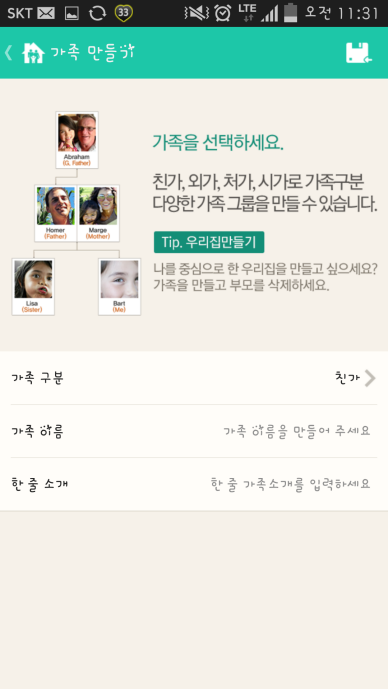 SKT 33 LTE 오전 11:31
가족 만들기
Abraham
(G. Father)
가족을 선택하세요.
친가, 외가, 처가, 시가로 가족구분
다양한 가족 그룹을 만들 수 있습니다.
Homer
(Father)
Marge
(Mother)
Tip. 우리집만들기
나를 중심으로 한 우리집을 만들고 싶으세요?
가족을 만들고 부모를 삭제하세요.
Lisa
(Sister)
Bart
(Me)
가족 구분 친가
가족 이름 가족 이름을 만들어 주세요
한 줄 소개 한 줄 가족소개를 입력하세요